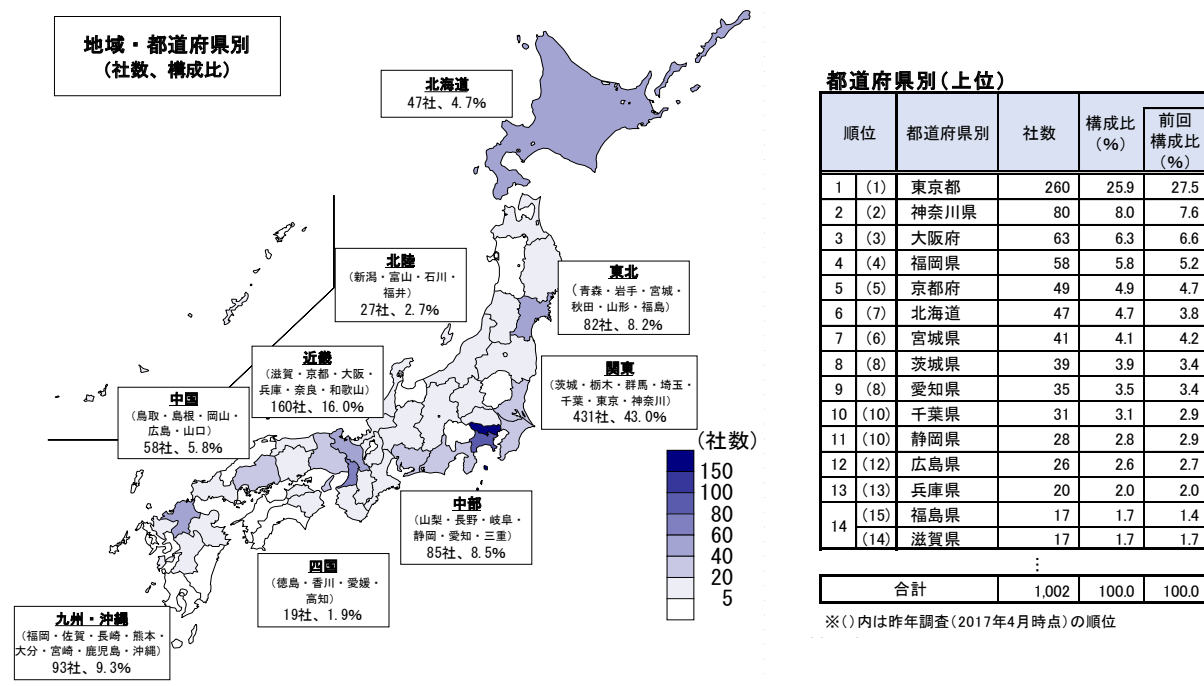 地域・都道府県別
（社数、構成比）
北海道
47社、4.7%
北陸
（新潟・富山・石川・
福井）
27社、2.7%
東北
（青森・岩手・宮城・
秋田・山形・福島）
82社、8.2%
近畿
（滋賀・京都・大阪・
兵庫・奈良・和歌山）
160社、16.0%
関東
（茨城・栃木・群馬・埼玉・
千葉・東京・神奈川）
431社、43.0%
中国
（鳥取・島根・岡山・
広島・山口）
58社、5.8%
中部
（山梨・長野・岐阜・
静岡・愛知・三重）
85社、8.5%
四国
（徳島・香川・愛媛・
高知）
19社、1.9%
九州・沖縄
（福岡・佐賀・長崎・熊本・
大分・宮崎・鹿児島・沖縄）
93社、9.3%
（社数）
150
100
80
60
40
20
5
都道府県別（上位）
順位 都道府県別 社数 構成比（%） 前回構成比（%）
1 (1) 東京都 260 25.9 27.5
2 (2) 神奈川県 80 8.0 7.6
3 (3) 大阪府 63 6.3 6.6
4 (4) 福岡県 58 5.8 5.2
5 (5) 京都府 49 4.9 4.7
6 (7) 北海道 47 4.7 3.8
7 (6) 宮城県 41 4.1 4.2
8 (8) 茨城県 39 3.9 3.4
9 (8) 愛知県 35 3.5 3.4
10 (10) 千葉県 31 3.1 2.9
11 (10) 静岡県 28 2.8 2.9
12 (12) 広島県 26 2.6 2.7
13 (13) 兵庫県 20 2.0 2.0
14 (15) 福島県 17 1.7 1.4
(14) 滋賀県 17 1.7 1.7
⋮
合計 1,002 100.0 100.0
※（）内は昨年調査（2017年4月時点）の順位